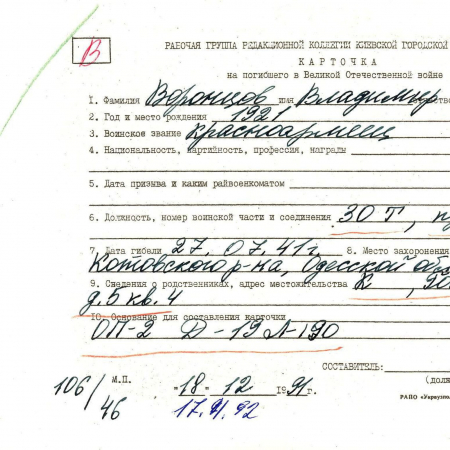 В
РАБОЧАЯ ГРУППА РЕДАКЦИОННОЙ КОЛЛЕГИИ КИЕВСКОЙ ГОРОДСКОЙ
КАРТОЧКА
на погибшего в Великой Отечественной войне
1. Фамилия Воронцов имя Владимир
2. Год и место рождения 1921
3. Воинское звание красноармеец
4. Национальность, партийность, профессия, награды
5. Дата призыва и каким райвоенкоматом
6. Должность, номер воинской части и соединения 30 т,
7. Дата гибели 27.07.41г. 8. Место захоронения
Котовского р-на, Одесской обл
9. Сведения о родственниках, адрес местожительства К
д.5 кв.4
10. Основание для составления карточки
ОП-2 Д-19 Л-190
СОСТАВИТЕЛЬ:
106/46 М.П. "18" 12 1991г. (долж
17.
92
РАПО «Укрвузпол